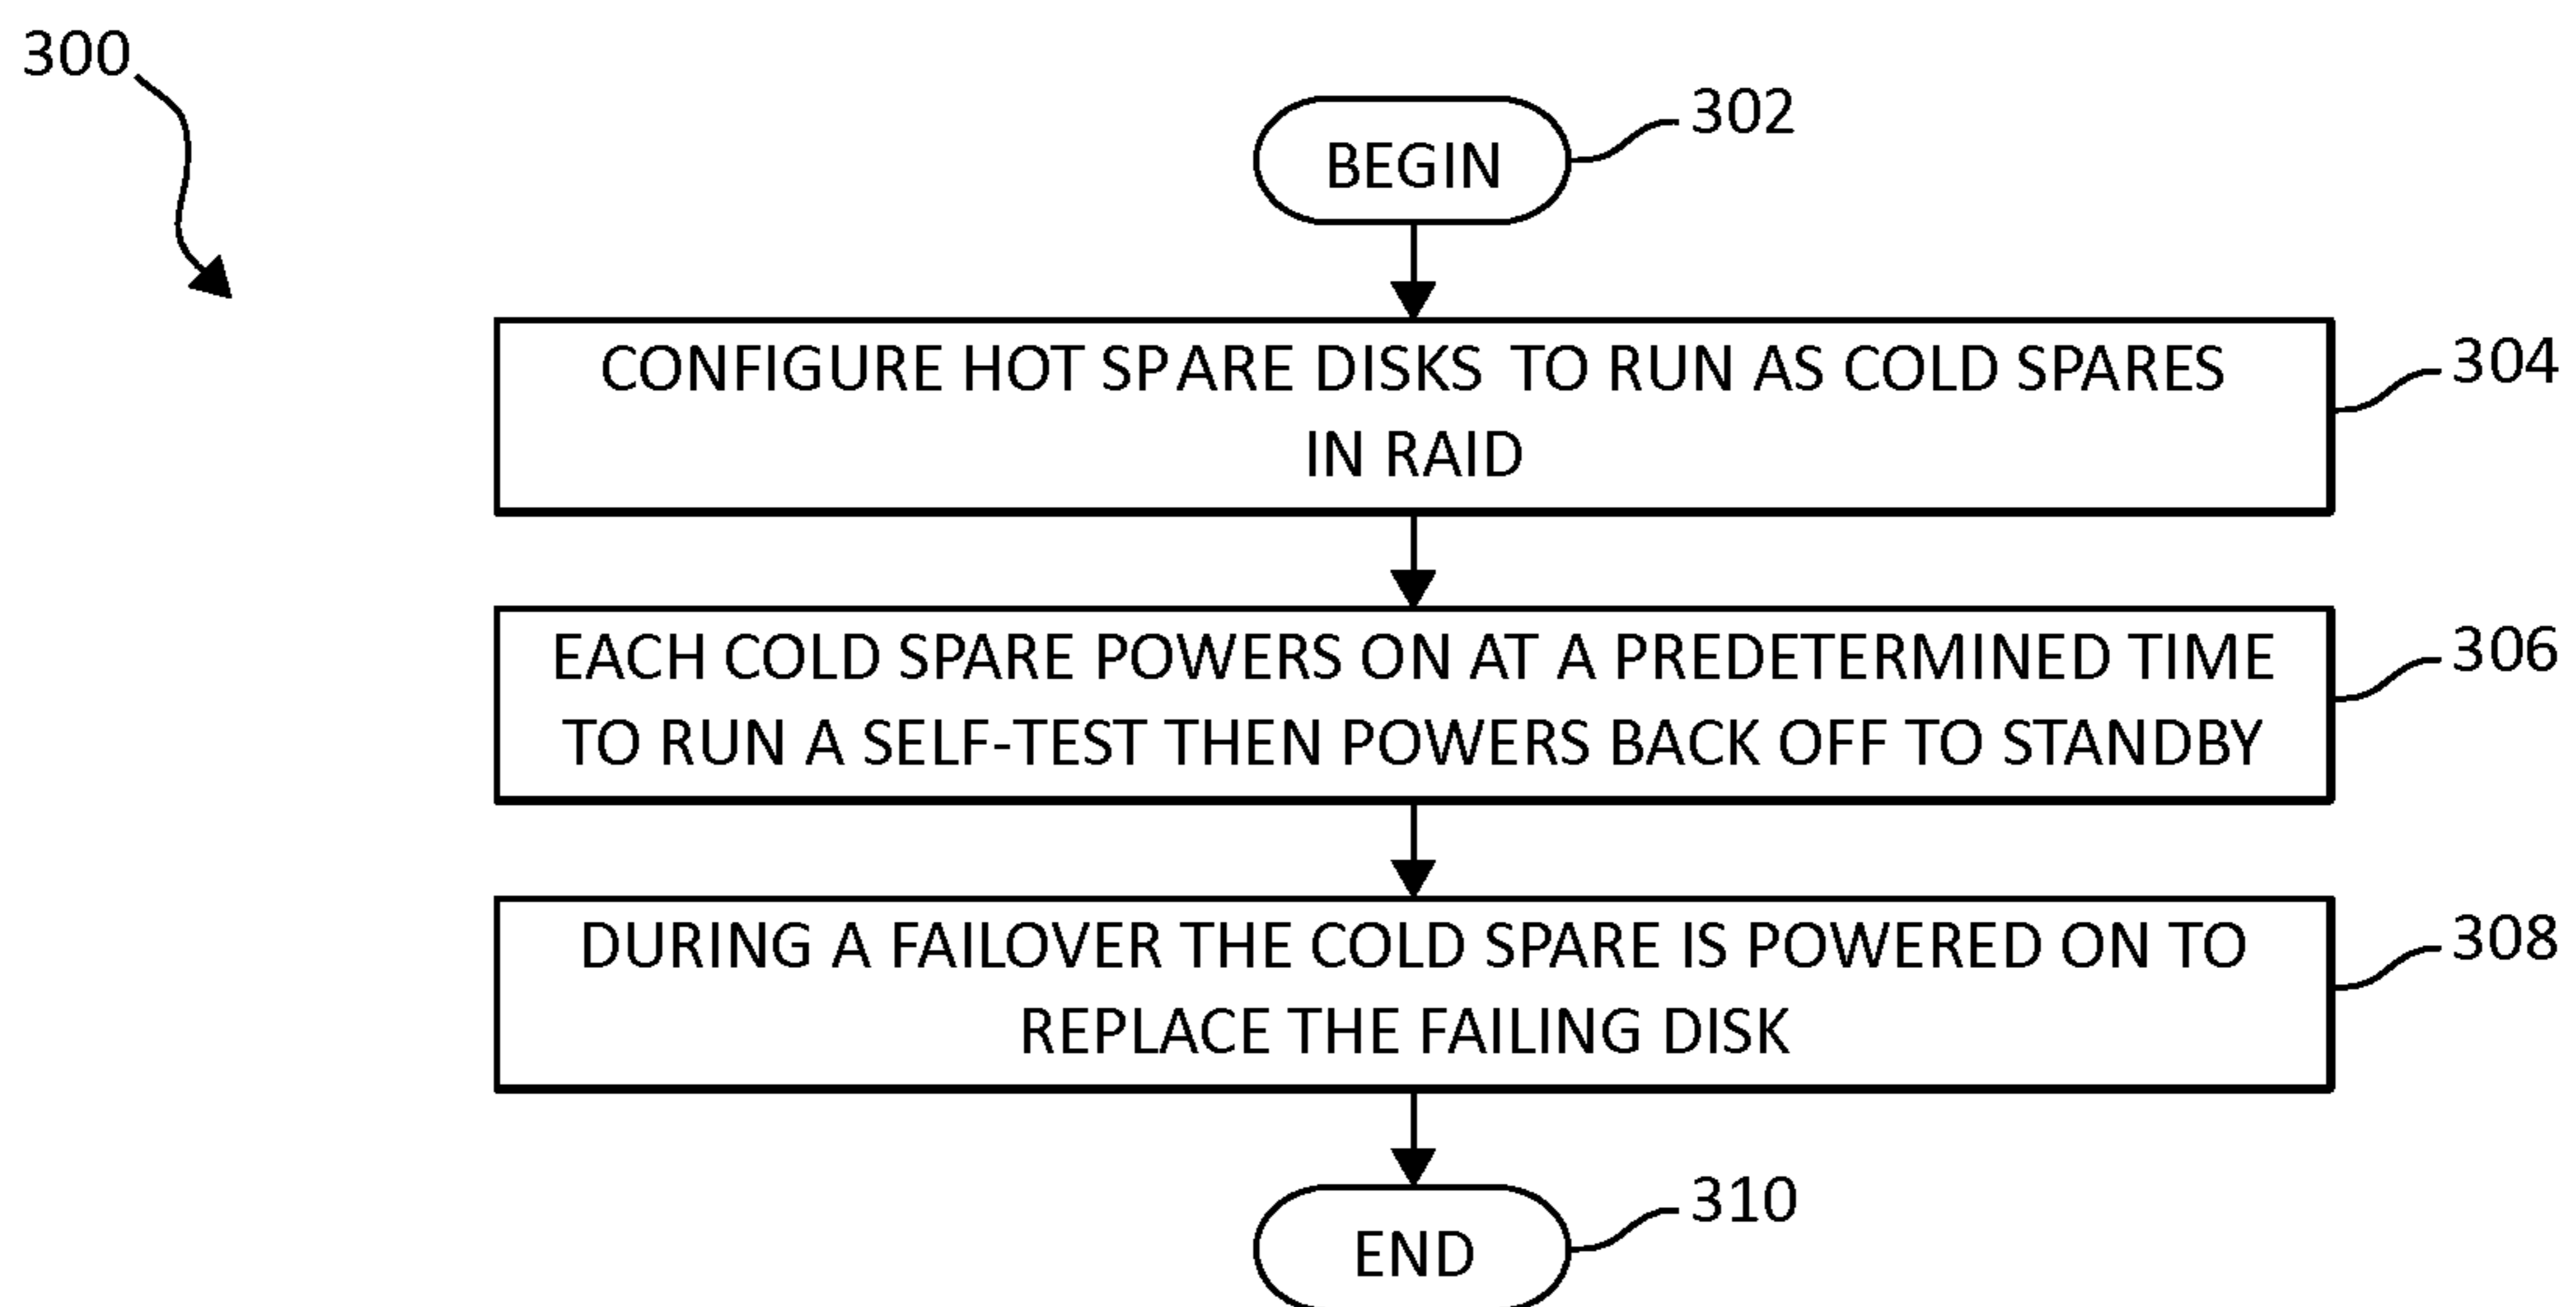 300
BEGIN
302
CONFIGURE HOT SPARE DISKS TO RUN AS COLD SPARES
IN RAID
304
EACH COLD SPARE POWERS ON AT A PREDETERMINED TIME
TO RUN A SELF-TEST THEN POWERS BACK OFF TO STANDBY
306
DURING A FAILOVER THE COLD SPARE IS POWERED ON TO
REPLACE THE FAILING DISK
308
END
310